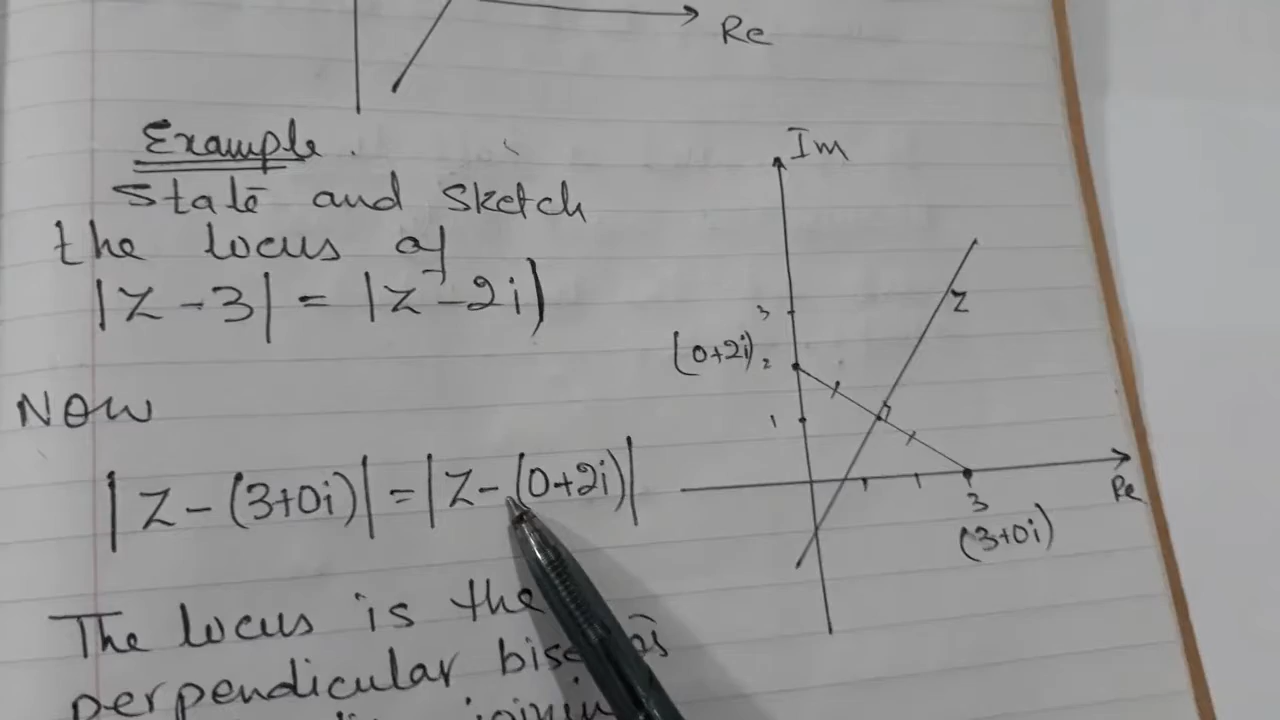 Re
Example.
State and sketch
the locus of
|Z-3| = |Z-2i|
Now
|Z-(3+0i)| = |Z-(0+2i)|
The locus is the
perpendicular
joinin
Im
Z
3
(0+2i) 2
1
Re
3
(3+0i)